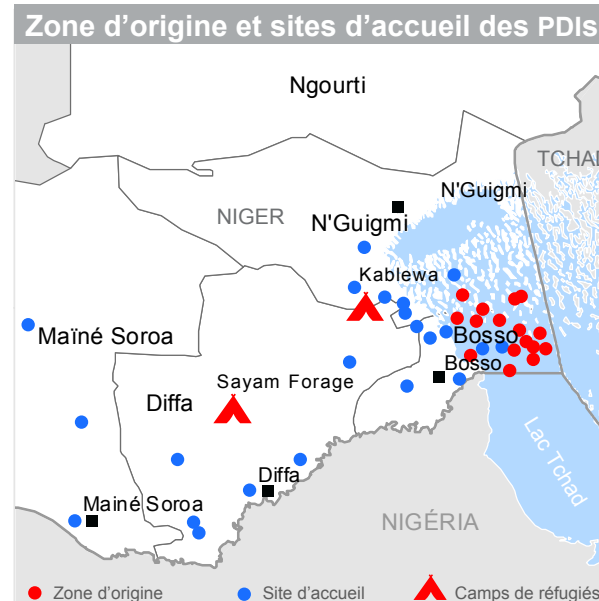 Zone d'origine et sites d'accueil des PDIs
Ngourti
TCHAD
N'Guigmi
NIGER
N'Guigmi
Kablewa
Maïné Soroa
Bosso
Bosso
Sayam Forage
Diffa
Lac Tchad
Diffa
Mainé Soroa
NIGÉRIA
Zone d'origine
Site d'accueil
Camps de réfugiés